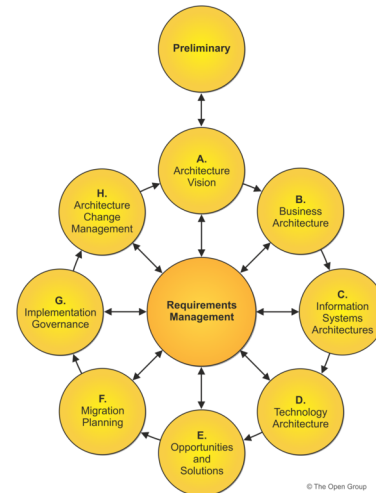 Preliminary
A.
Architecture
Vision
B.
Business
Architecture
C.
Information
Systems
Architectures
D.
Technology
Architecture
E.
Opportunities
and
Solutions
F.
Migration
Planning
G.
Implementation
Governance
H.
Architecture
Change
Management
Requirements
Management
© The Open Group